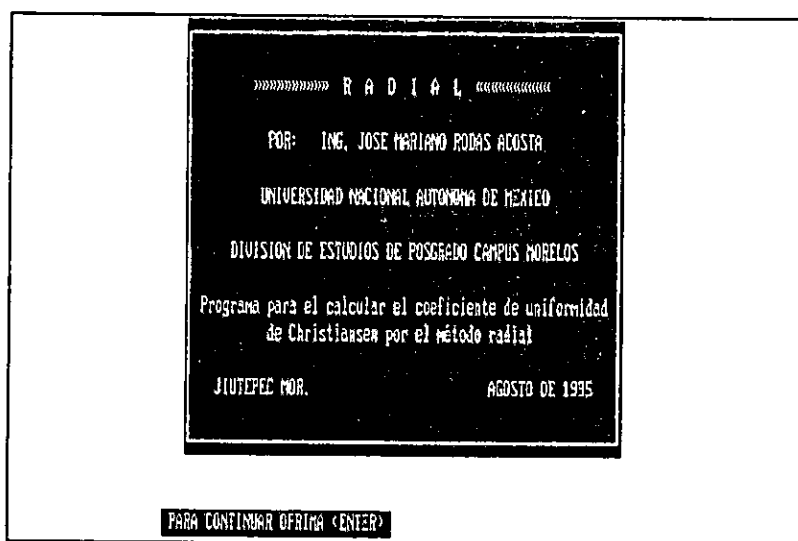 »»»»»»»»»» R A D I A L ««««««««««
POR: ING. JOSE MARIANO RODAS ACOSTA
UNIVERSIDAD NACIONAL AUTONOMA DE MEXICO
DIVISION DE ESTUDIOS DE POSGRADO CAMPUS MORELOS
Programa para el calcular el coeficiente de uniformidad
de Christiansen por el método radial
JIUTEPEC MOR. AGOSTO DE 1995
PARA CONTINUAR OPRIMA <ENTER>